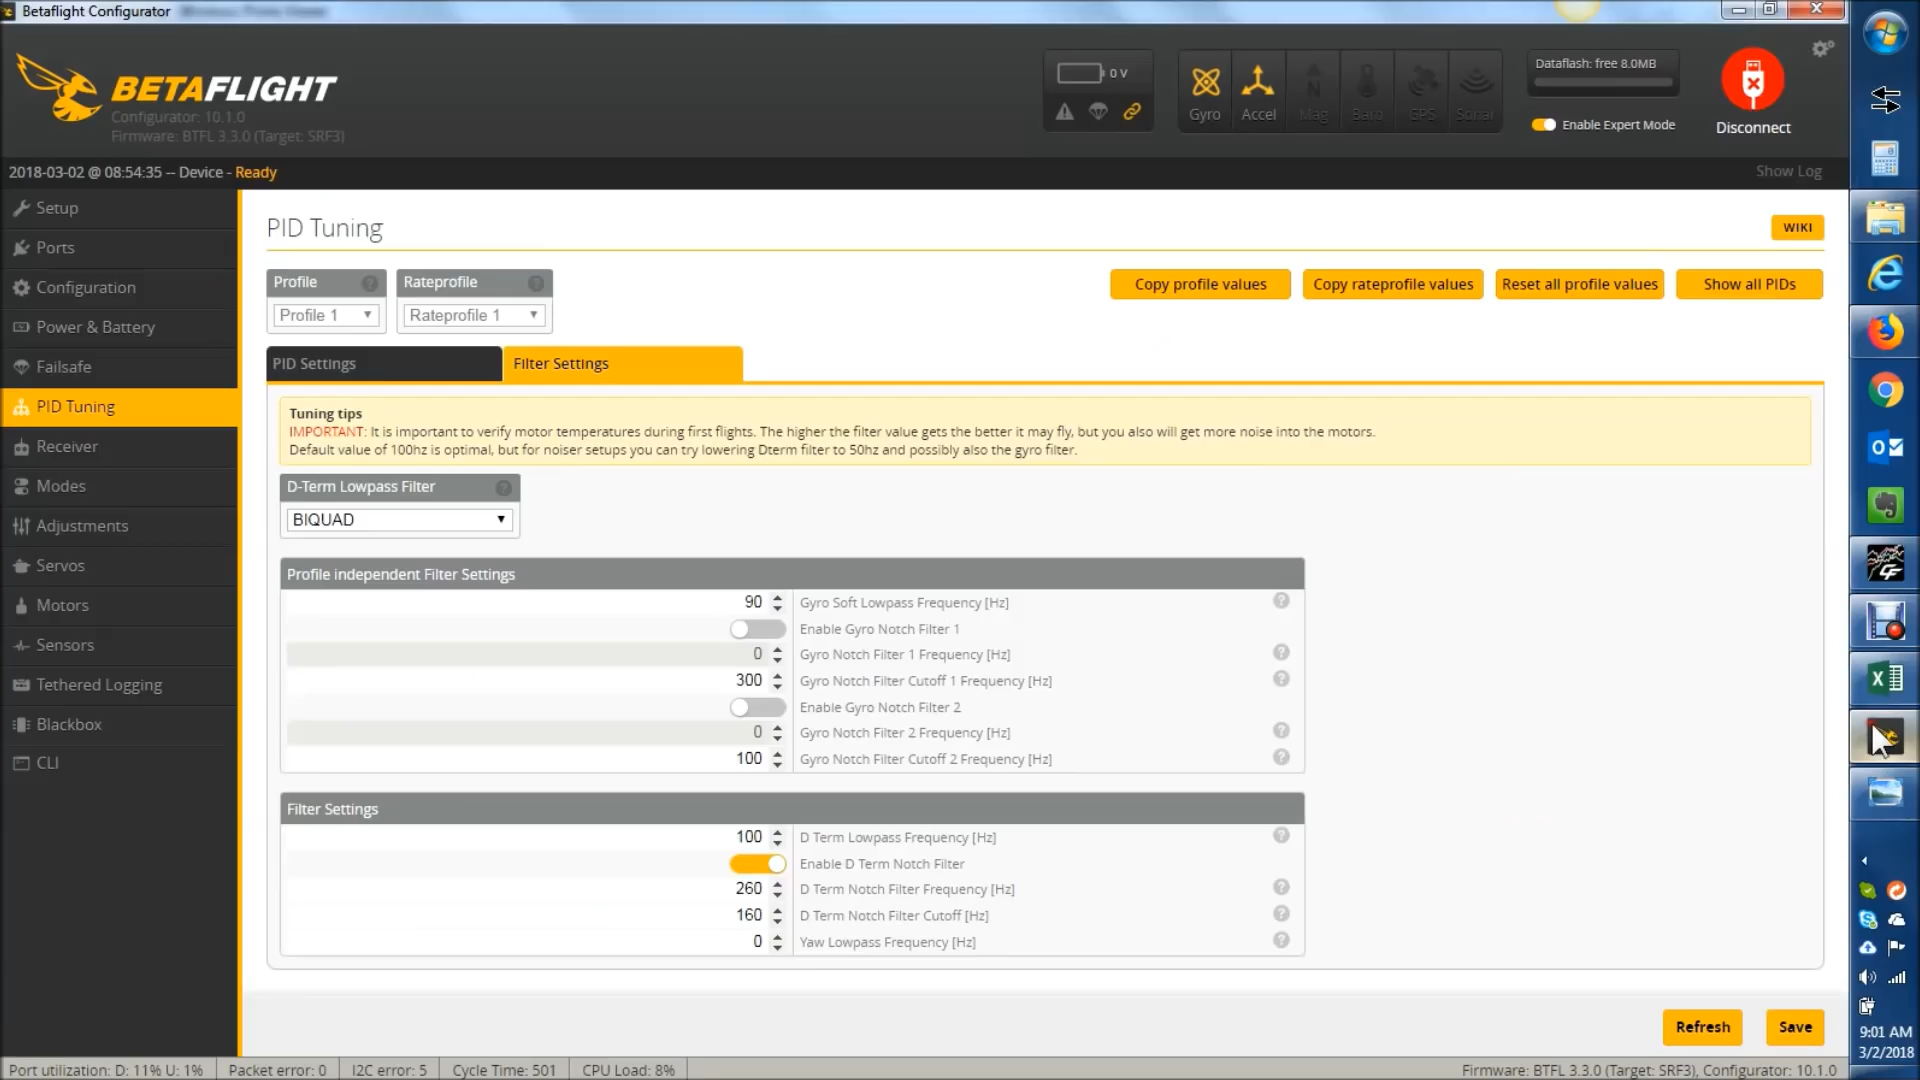 Betaflight Configurator
BETAFLIGHT
Configurator: 10.1.0
Firmware: BTFL 3.3.0 (Target: SRF3)
0 V
Gyro
Accel
Mag
Baro
GPS
Sonar
Dataflash: free 8.0MB
Enable Expert Mode
Disconnect
2018-03-02 @ 08:54:35 -- Device - Ready
Show Log
Setup
Ports
Configuration
Power & Battery
Failsafe
PID Tuning
Receiver
Modes
Adjustments
Servos
Motors
Sensors
Tethered Logging
Blackbox
CLI
PID Tuning
WIKI
Profile
Rateprofile
Profile 1
Rateprofile 1
Copy profile values
Copy rateprofile values
Reset all profile values
Show all PIDs
PID Settings
Filter Settings
Tuning tips
IMPORTANT: It is important to verify motor temperatures during first flights. The higher the filter value gets the better it may fly, but you also will get more noise into the motors.
Default value of 100hz is optimal, but for noiser setups you can try lowering Dterm filter to 50hz and possibly also the gyro filter.
D-Term Lowpass Filter
BIQUAD
Profile independent Filter Settings
90 Gyro Soft Lowpass Frequency [Hz]
Enable Gyro Notch Filter 1
0 Gyro Notch Filter 1 Frequency [Hz]
300 Gyro Notch Filter Cutoff 1 Frequency [Hz]
Enable Gyro Notch Filter 2
0 Gyro Notch Filter 2 Frequency [Hz]
100 Gyro Notch Filter Cutoff 2 Frequency [Hz]
Filter Settings
100 D Term Lowpass Frequency [Hz]
Enable D Term Notch Filter
260 D Term Notch Filter Frequency [Hz]
160 D Term Notch Filter Cutoff [Hz]
0 Yaw Lowpass Frequency [Hz]
Refresh
Save
9:01 AM
3/2/2018
Port utilization: D: 11% U: 1%
Packet error: 0
I2C error: 5
Cycle Time: 501
CPU Load: 8%
Firmware: BTFL 3.3.0 (Target: SRF3), Configurator: 10.1.0